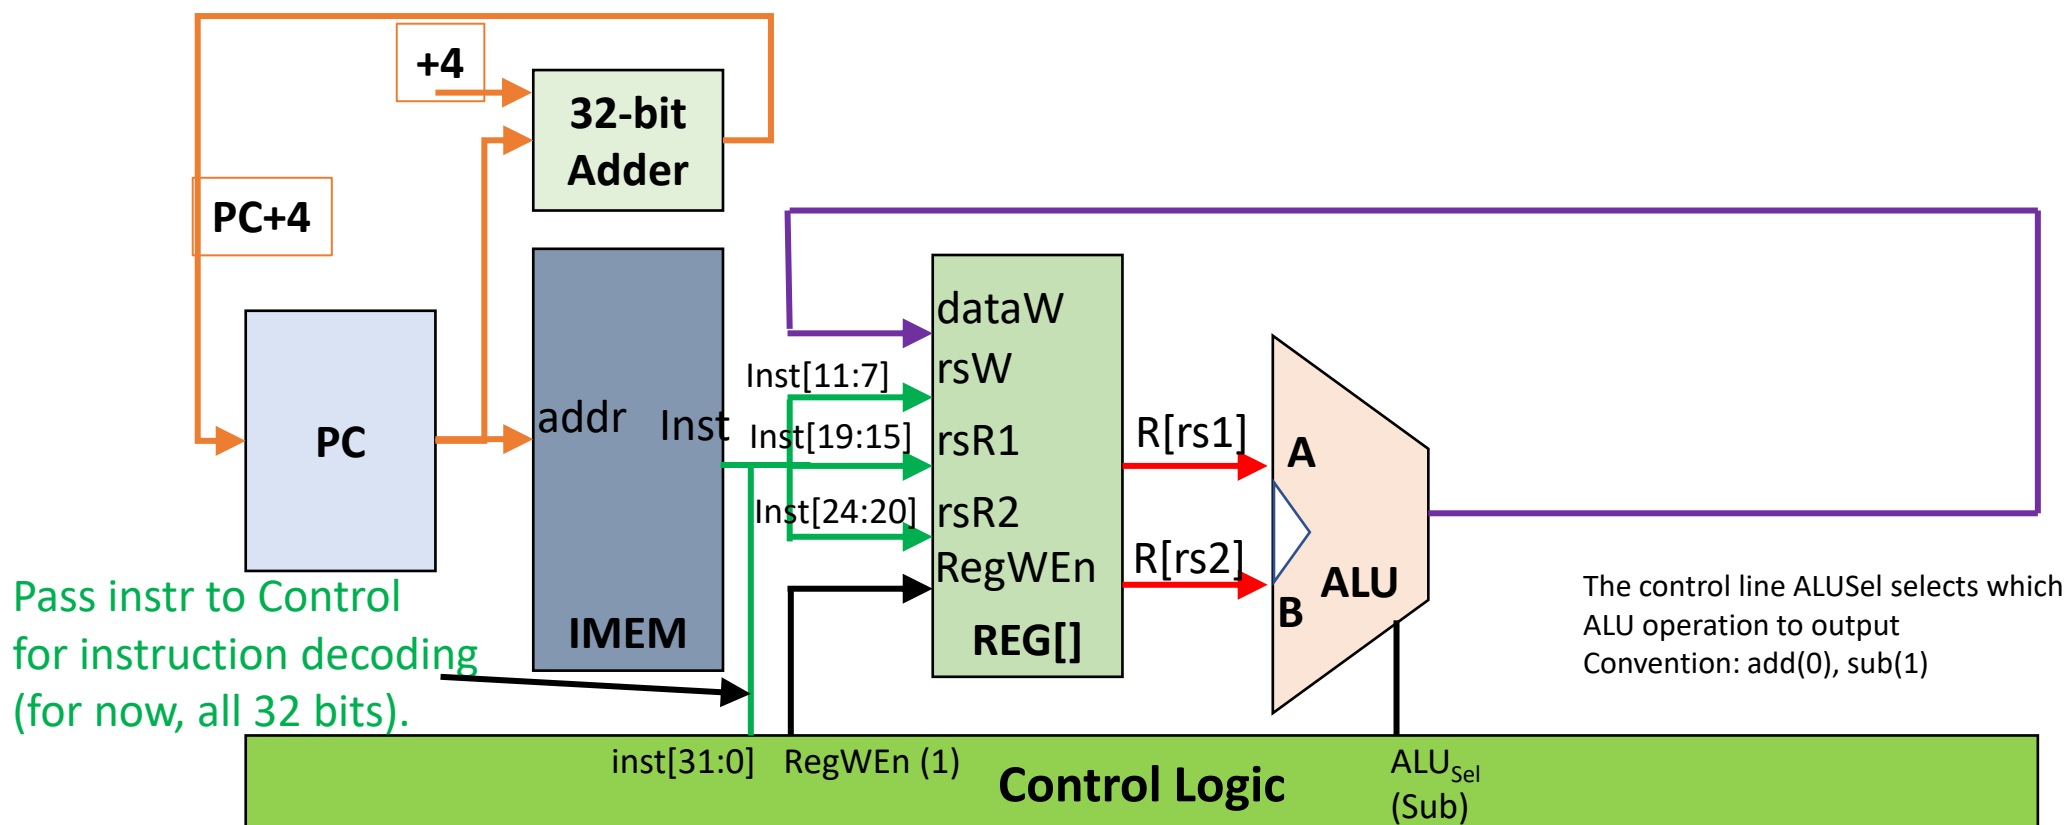 +4
32-bit
Adder
PC+4
PC
addr
Inst
IMEM
Inst[11:7]
Inst[19:15]
Inst[24:20]
dataW
rsW
rsR1
rsR2
RegWEn
REG[]
R[rs1]
R[rs2]
A
B
ALU
The control line ALUSel selects which
ALU operation to output
Convention: add(0), sub(1)
Pass instr to Control
for instruction decoding
(for now, all 32 bits).
inst[31:0]
RegWEn (1)
Control Logic
ALUSel
(Sub)